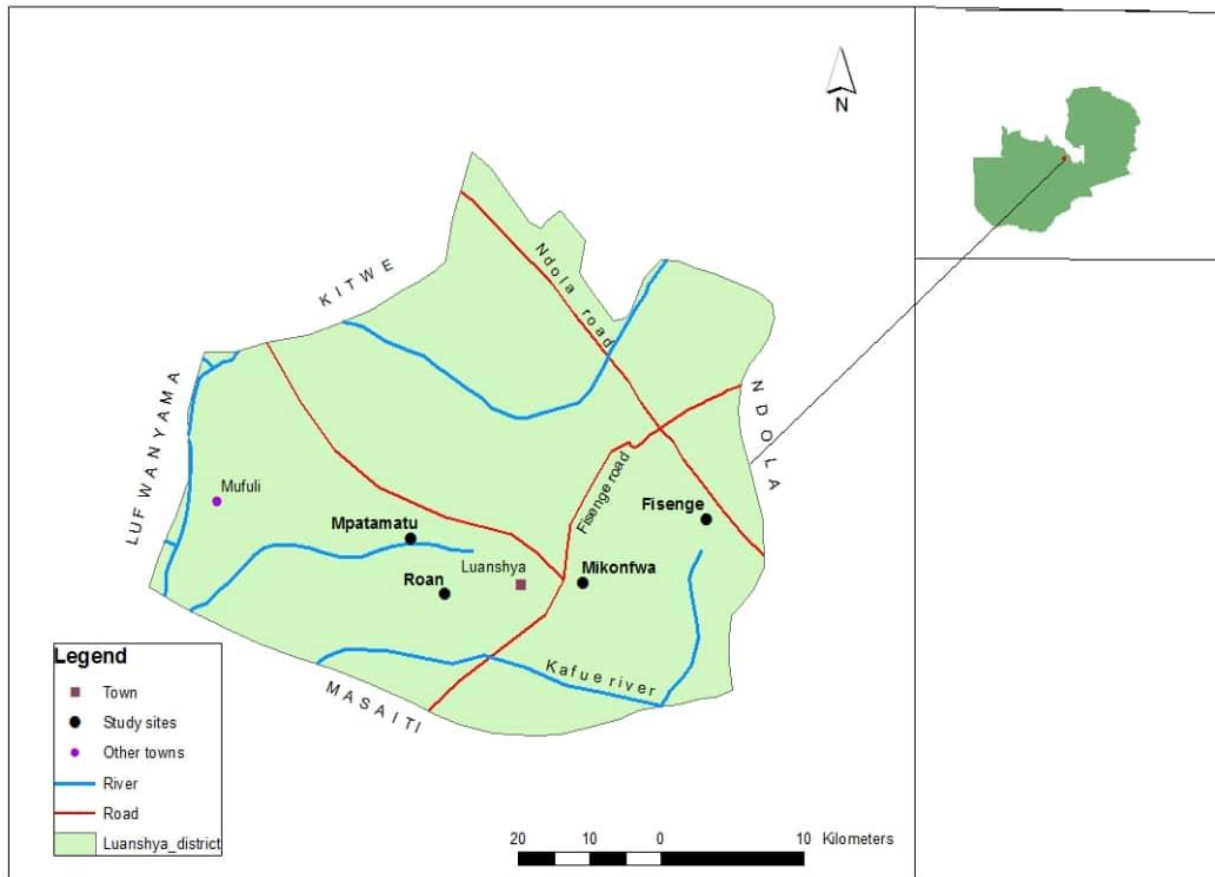 N
KITWE
Ndola road
LUFWANYAMA
NDOLA
Mufuli
Fisenge road
Fisenge
Mpatamatu
Luanshya
Mikonfwa
Roan
Kafue river
MASAITI
Legend
Town
Study sites
Other towns
River
Road
Luanshya_district
20 10 0 10 Kilometers